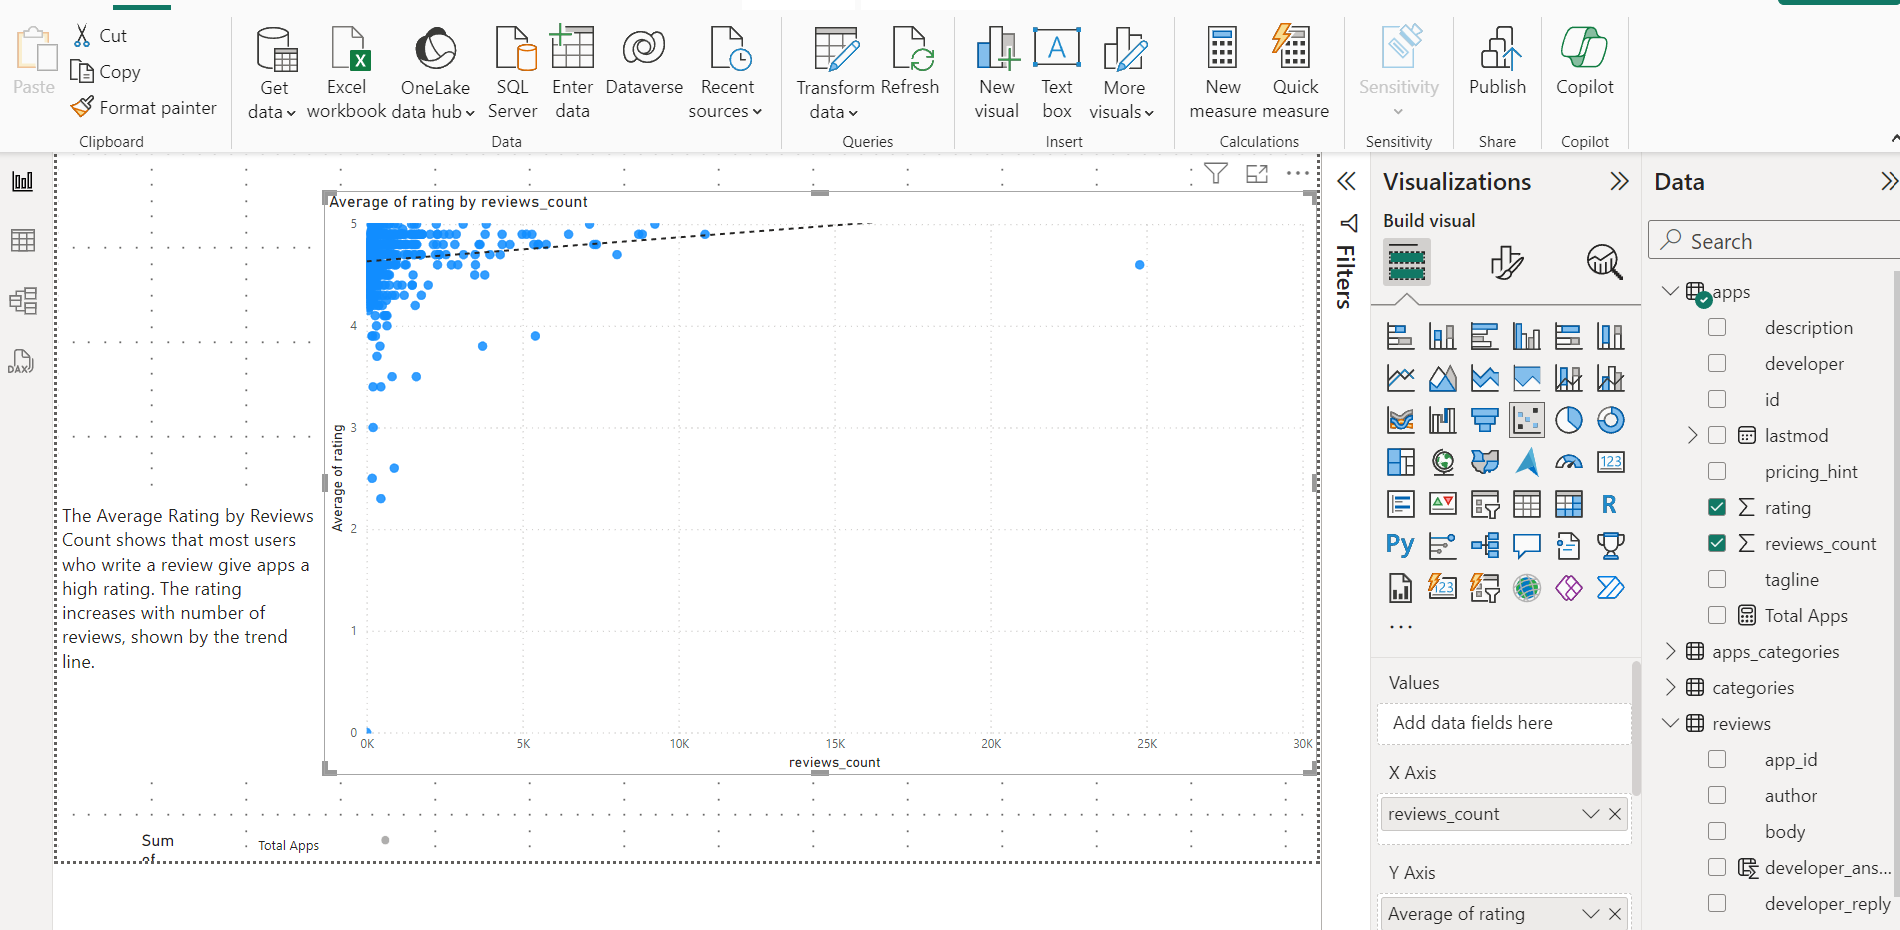 Paste
Cut
Copy
Format painter
Clipboard
Get
data
Excel
workbook
OneLake
data hub
SQL
Server
Enter
data
Dataverse
Recent
sources
Data
Transform
data
Refresh
Queries
New
visual
Text
box
More
visuals
Insert
New
measure
Quick
measure
Calculations
Sensitivity
Sensitivity
Publish
Share
Copilot
Copilot
The Average Rating by Reviews
Count shows that most users
who write a review give apps a
high rating. The rating
increases with number of
reviews, shown by the trend
line.
Average of rating by reviews_count
5
4
3
2
1
0
Average of rating
0K
5K
10K
15K
20K
25K
30K
reviews_count
Sum
of
Total Apps
Filters
Visualizations
Build visual
123
R
Py
123
...
Values
Add data fields here
X Axis
reviews_count
Y Axis
Average of rating
Data
Search
apps
description
developer
id
lastmod
pricing_hint
rating
reviews_count
tagline
Total Apps
apps_categories
categories
reviews
app_id
author
body
developer_ans...
developer_reply
DAX
A
X